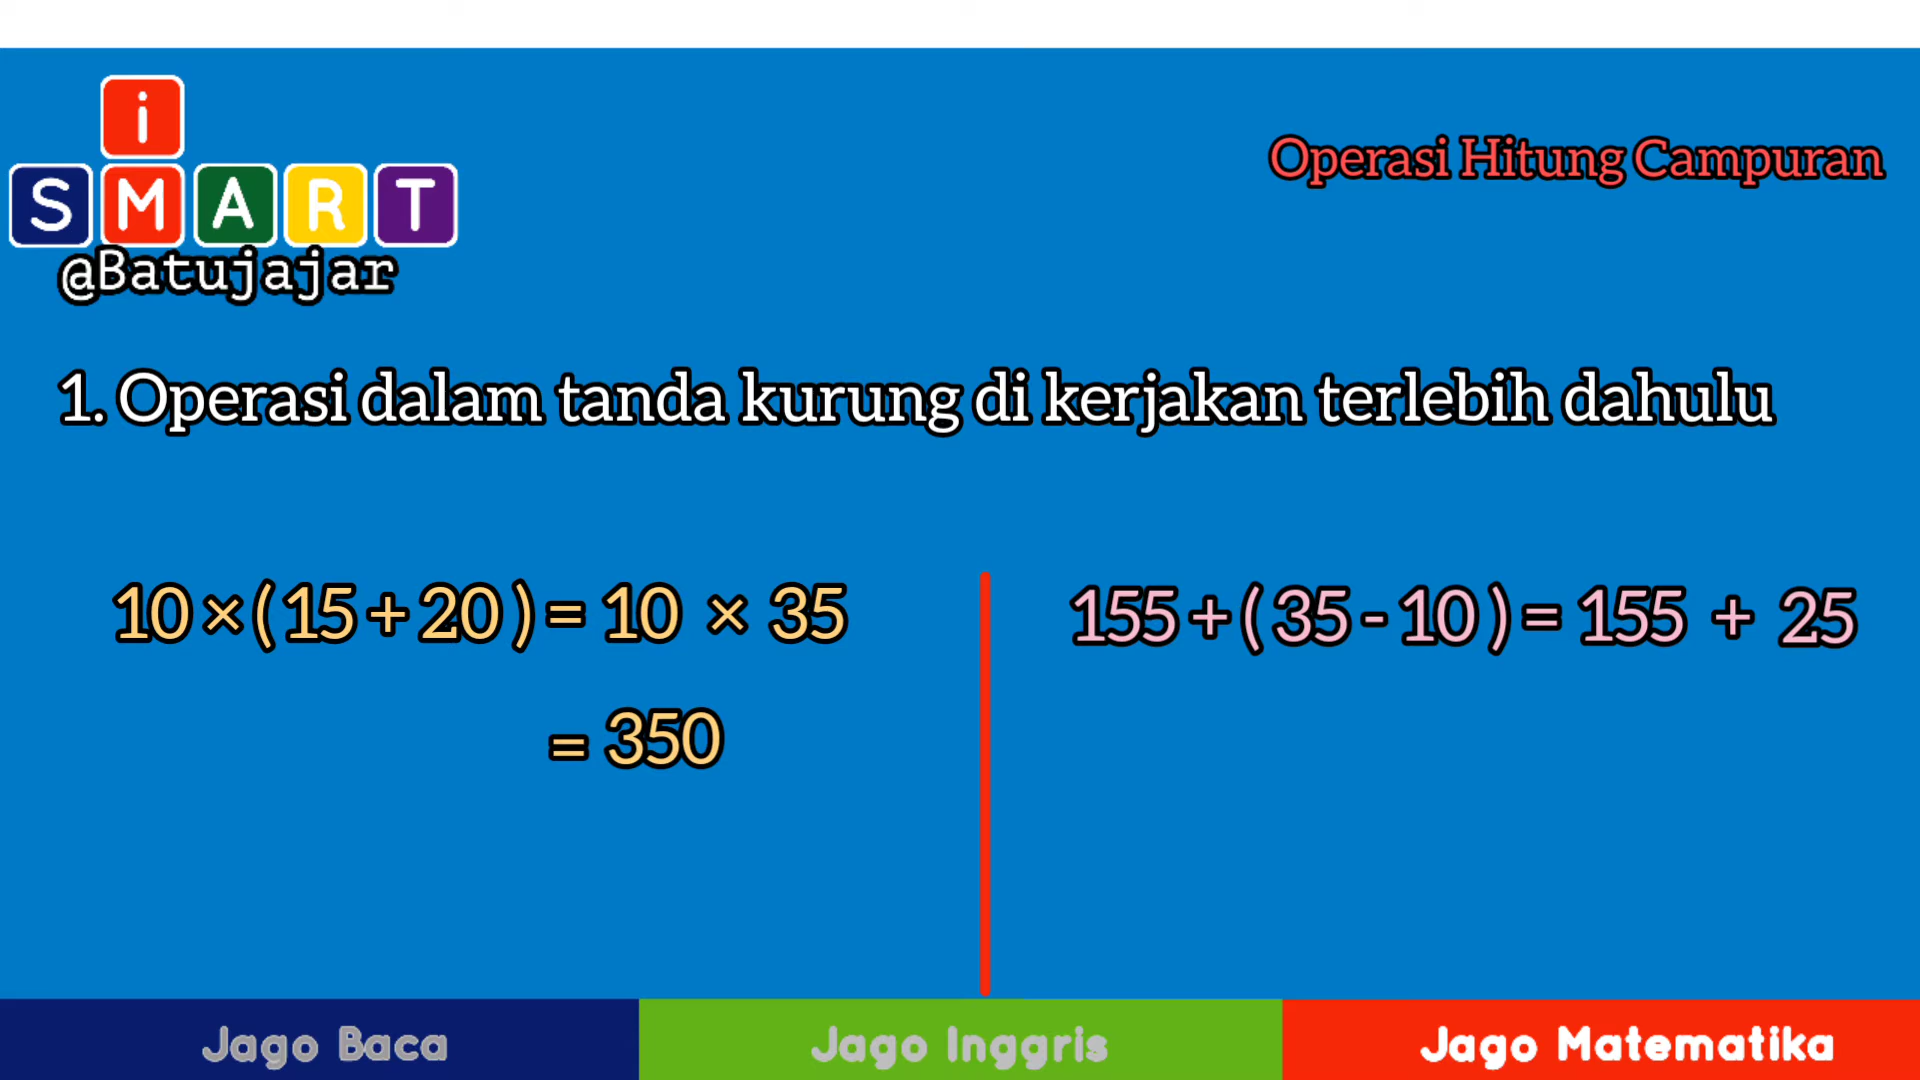 i
SMART
@Batujajar
Operasi Hitung Campuran
1. Operasi dalam tanda kurung di kerjakan terlebih dahulu
10 × ( 15 + 20 ) = 10 × 35
= 350
155 + ( 35 - 10 ) = 155 + 25
Jago Baca
Jago Inggris
Jago Matematika